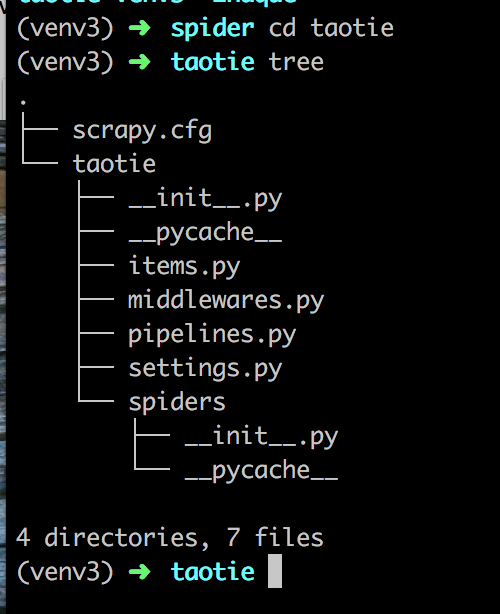 (venv3) ➜ spider cd taotie
(venv3) ➜ taotie tree
.
├── scrapy.cfg
└── taotie
    ├── __init__.py
    ├── __pycache__
    ├── items.py
    ├── middlewares.py
    ├── pipelines.py
    ├── settings.py
    └── spiders
        ├── __init__.py
        └── __pycache__
4 directories, 7 files
(venv3) ➜ taotie